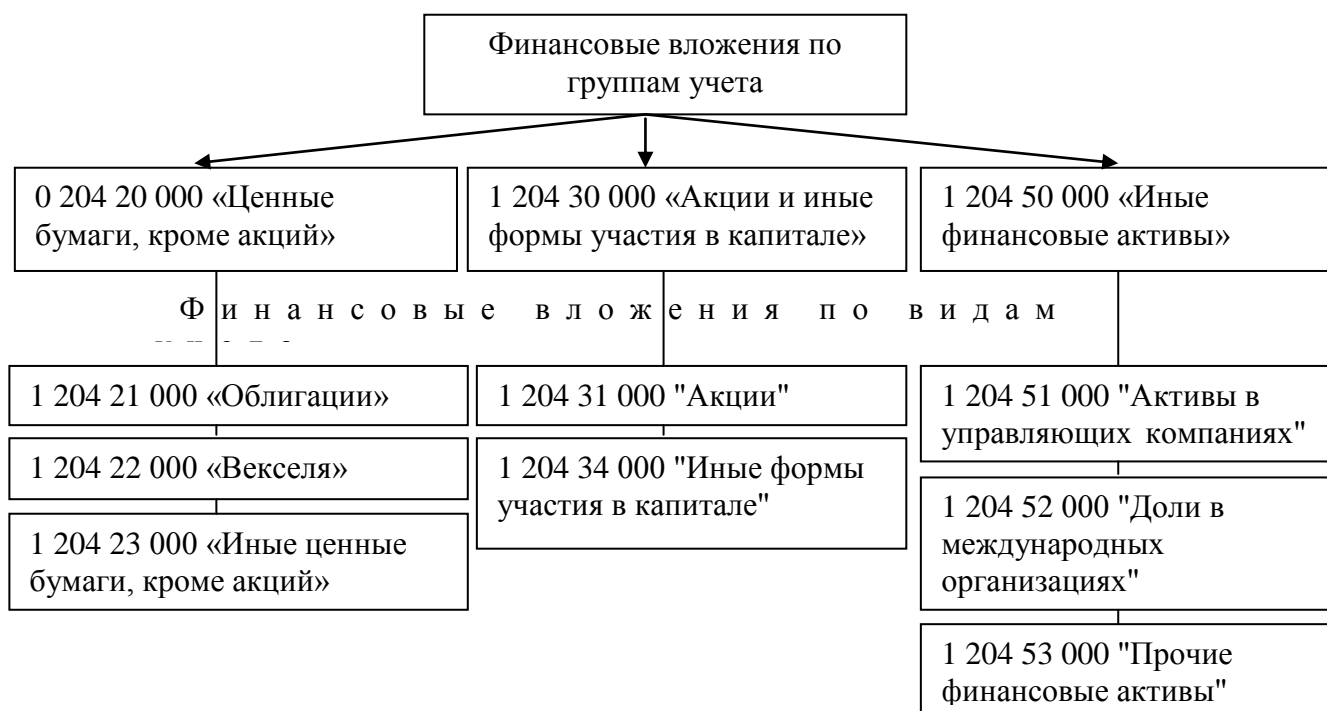 Финансовые вложения по
группам учета
0 204 20 000 «Ценные
бумаги, кроме акций»
1 204 30 000 «Акции и иные
формы участия в капитале»
1 204 50 000 «Иные
финансовые активы»
Финансовые вложения по видам
1 204 21 000 «Облигации»
1 204 22 000 «Векселя»
1 204 23 000 «Иные ценные
бумаги, кроме акций»
1 204 31 000 "Акции"
1 204 34 000 "Иные формы
участия в капитале"
1 204 51 000 "Активы в
управляющих компаниях"
1 204 52 000 "Доли в
международных
организациях"
1 204 53 000 "Прочие
финансовые активы"